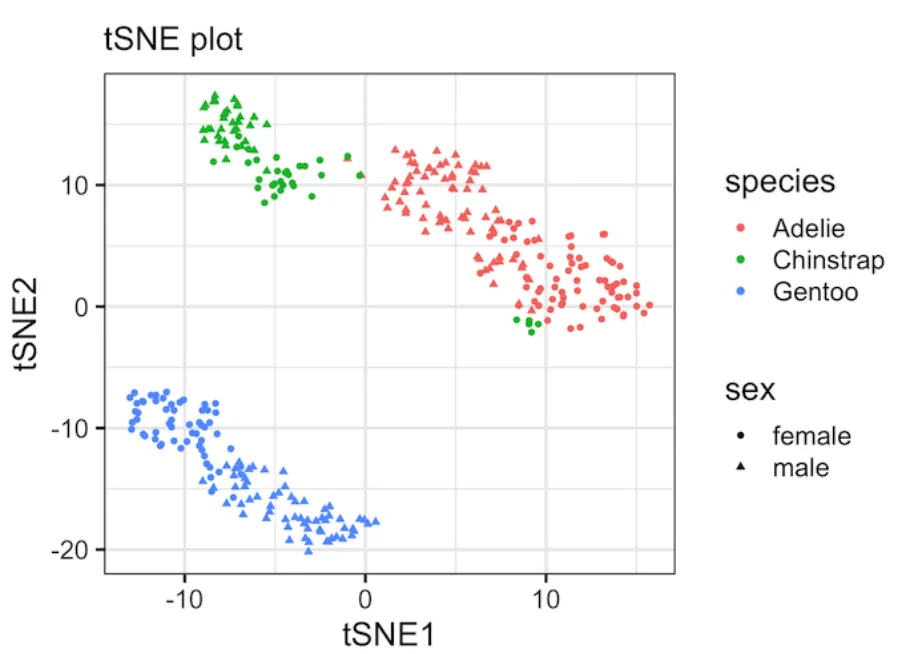 tSNE plot
10
0
-10
-20
tSNE2
-10
0
10
tSNE1
species
Adelie
Chinstrap
Gentoo
sex
female
male